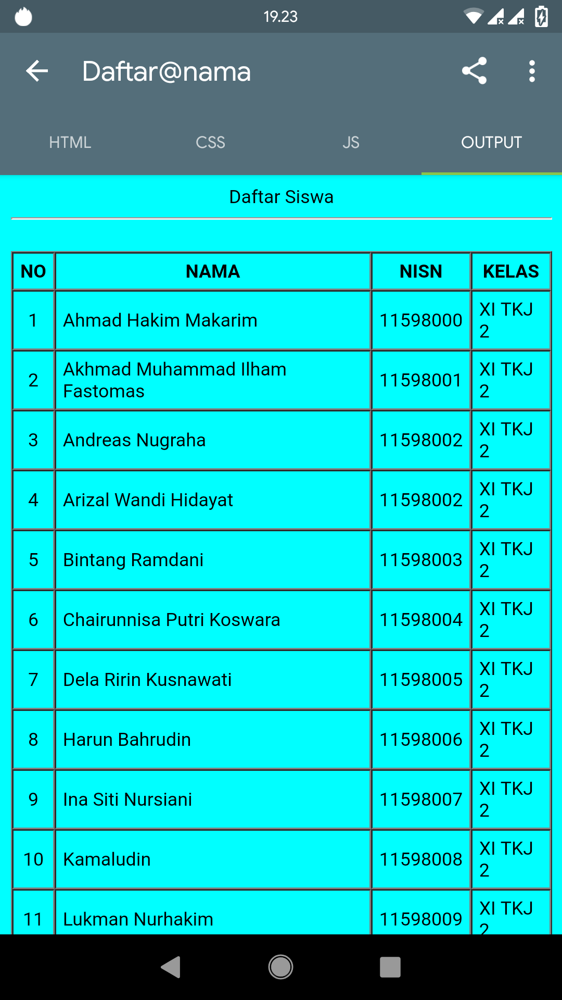 19.23
Daftar@nama
HTML CSS JS OUTPUT
Daftar Siswa
NO NAMA NISN KELAS
1 Ahmad Hakim Makarim 11598000 XI TKJ
2
2 Akhmad Muhammad Ilham 11598001 XI TKJ
Fastomas 2
3 Andreas Nugraha 11598002 XI TKJ
2
4 Arizal Wandi Hidayat 11598002 XI TKJ
2
5 Bintang Ramdani 11598003 XI TKJ
2
6 Chairunnisa Putri Koswara 11598004 XI TKJ
2
7 Dela Ririn Kusnawati 11598005 XI TKJ
2
8 Harun Bahrudin 11598006 XI TKJ
2
9 Ina Siti Nursiani 11598007 XI TKJ
2
10 Kamaludin 11598008 XI TKJ
2
11 Lukman Nurhakim 11598009 XI TKJ
2